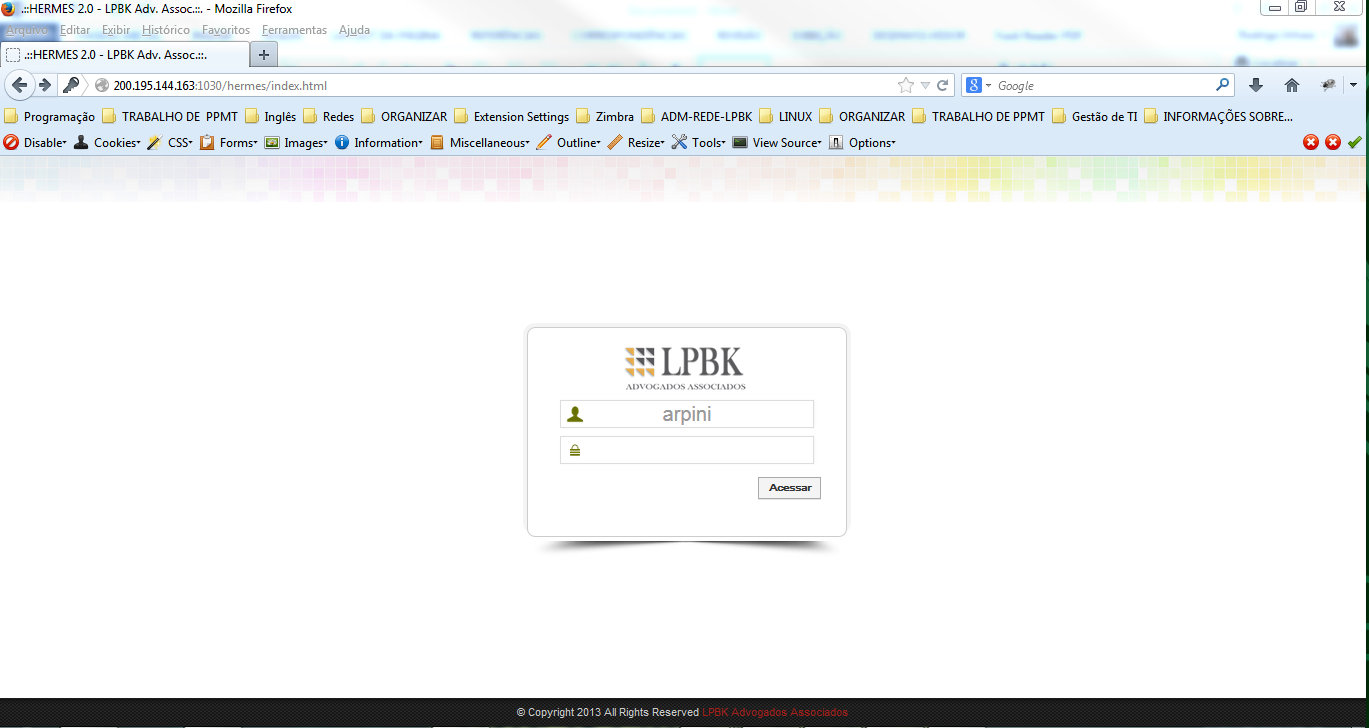 .::HERMES 2.0 - LPBK Adv. Assoc.::. - Mozilla Firefox
Arquivo Editar Exibir Histórico Favoritos Ferramentas Ajuda
.::HERMES 2.0 - LPBK Adv. Assoc.::.
200.195.144.163:1030/hermes/index.html
Google
Programação TRABALHO DE PPMT Inglês Redes ORGANIZAR Extension Settings Zimbra ADM-REDE-LPBK LINUX ORGANIZAR TRABALHO DE PPMT Gestão de TI INFORMAÇÕES SOBRE...
Disable Cookies CSS Forms Images Information Miscellaneous Outline Resize Tools View Source Options
LPBK
ADVOGADOS ASSOCIADOS
arpini
Acessar
© Copyright 2013 All Rights Reserved LPBK Advogados Associados